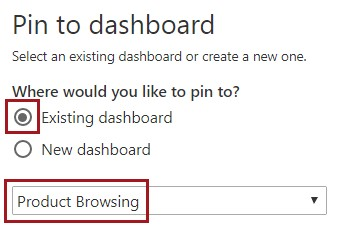 Pin to dashboard
Select an existing dashboard or create a new one.
Where would you like to pin to?
Existing dashboard
New dashboard
Product Browsing